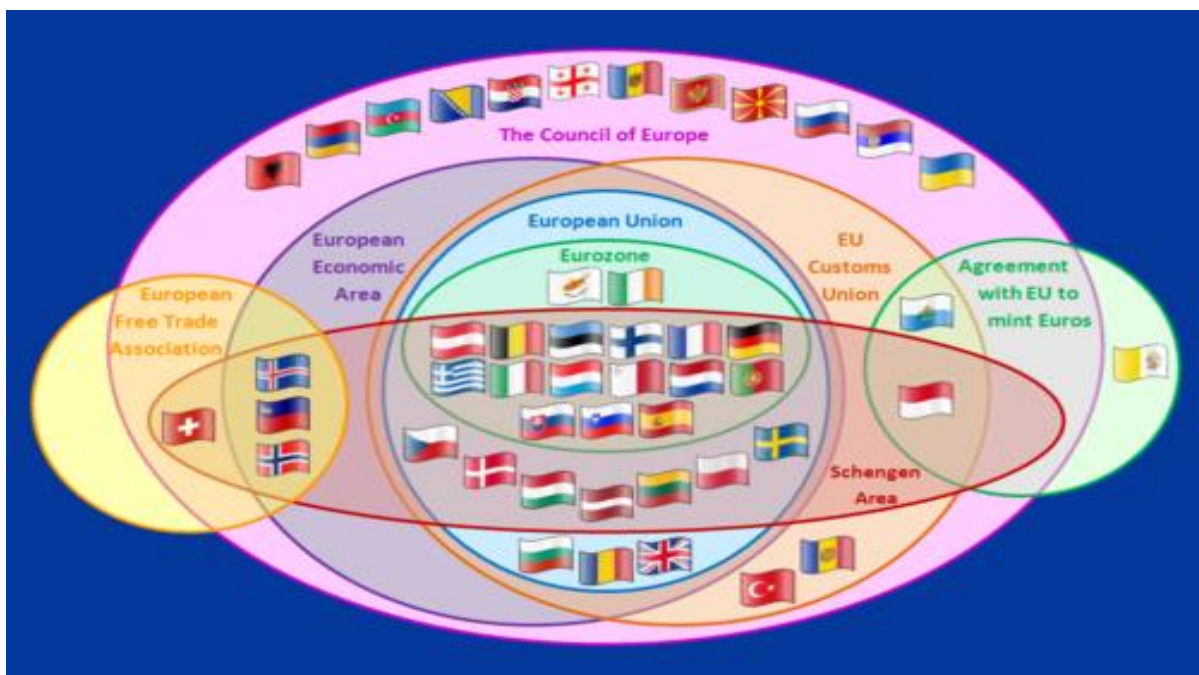 The Council of Europe
European Union
European
Economic
Area
EU
Customs
Union
Eurozone
Agreement
with EU to
mint Euros
European
Free Trade
Association
Schengen
Area